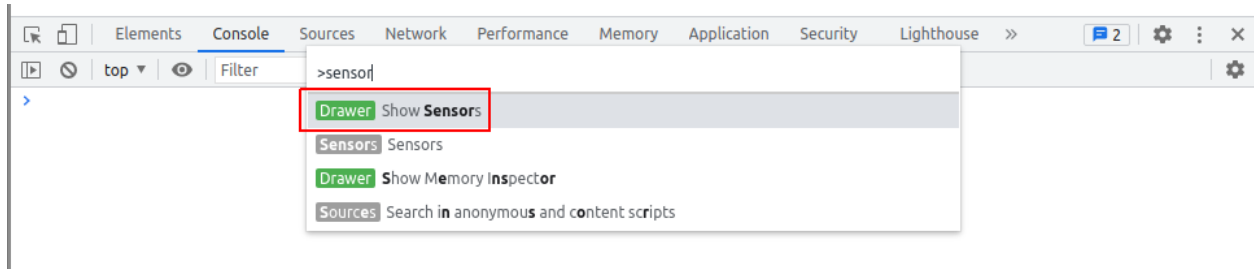 Elements Console Sources Network Performance Memory Application Security Lighthouse » 2
top ▼ Filter
>sensor
Drawer Show Sensors
Sensors Sensors
Drawer Show Memory Inspector
Sources Search in anonymous and content scripts